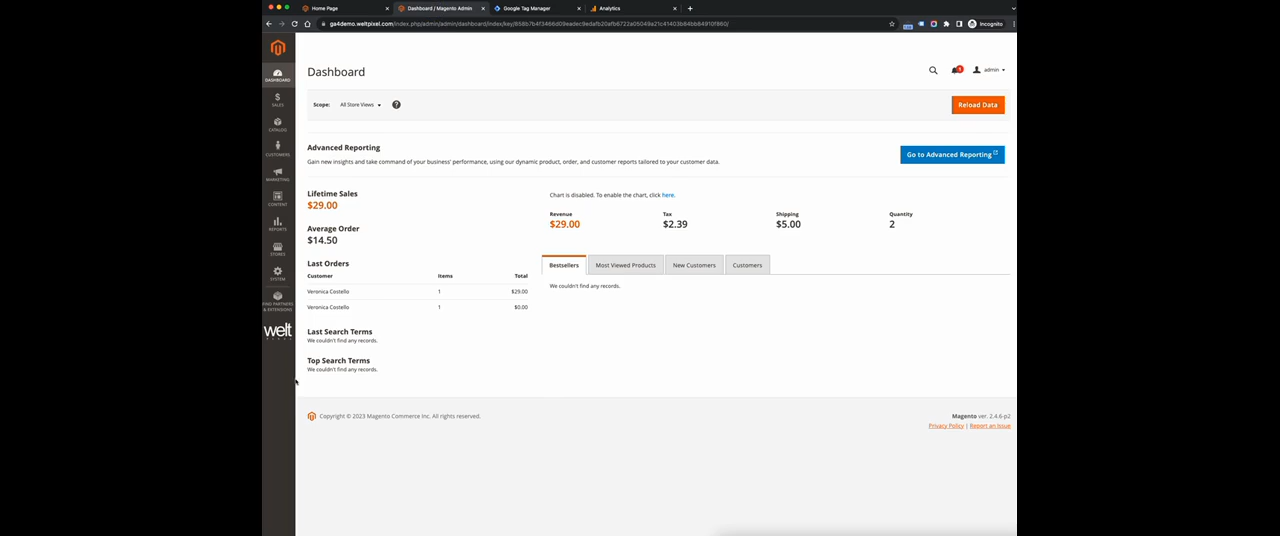 Home Page
Dashboard / Magento Admin
Google Tag Manager
Analytics
Incognito
Dashboard
admin
Scope: All Store Views ?
Reload Data
Advanced Reporting
Gain new insights and take command of your business' performance, using our dynamic product, order, and customer reports tailored to your customer data.
Go to Advanced Reporting
Lifetime Sales
$29.00
Average Order
$14.50
Chart is disabled. To enable the chart, click here.
Revenue Tax Shipping Quantity
$29.00 $2.39 $5.00 2
Last Orders
Customer Items Total
Veronica Costello 1 $29.00
Veronica Costello 1 $0.00
Bestsellers Most Viewed Products New Customers Customers
We couldn't find any records.
Last Search Terms
We couldn't find any records.
Top Search Terms
We couldn't find any records.
DASHBOARD
SALES
CATALOG
CUSTOMERS
MARKETING
CONTENT
REPORTS
STORES
SYSTEM
FIND PARTNERS
& EXTENSIONS
welt
PIXEL
Copyright © 2023 Magento Commerce Inc. All rights reserved.
Magento ver. 2.4.6-p2
Privacy Policy | Report an Issue